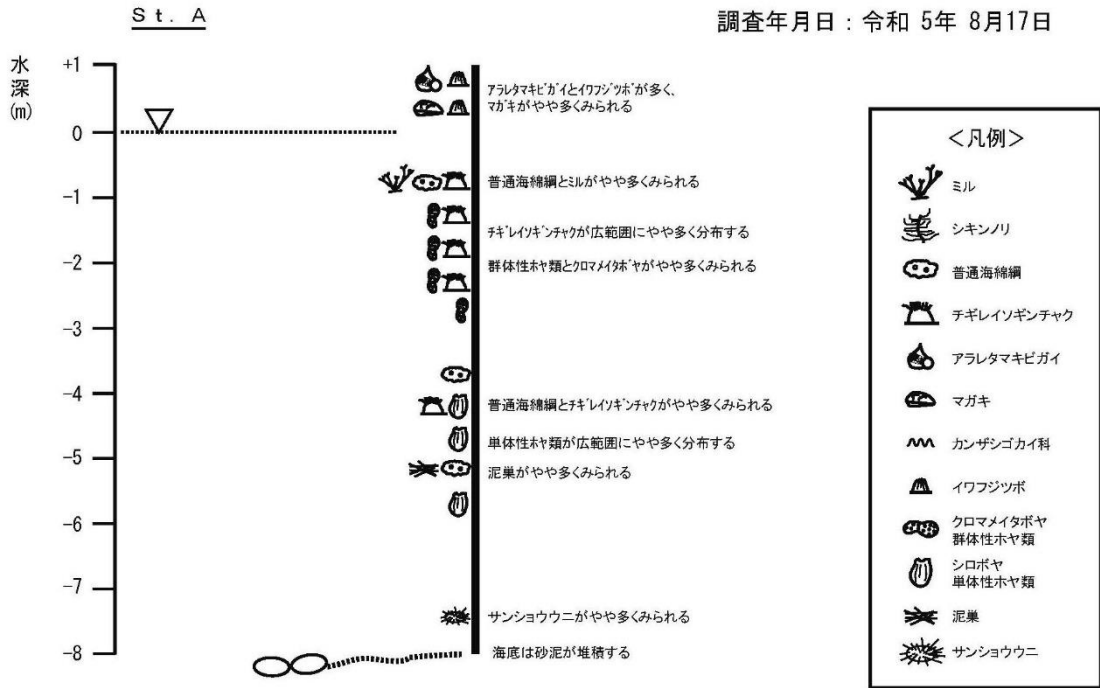 St. A
調査年月日：令和 5年 8月17日
水深(m)
+1
0
-1
-2
-3
-4
-5
-6
-7
-8
アラレタマキビガイとイワフジツボが多く、
マガキがやや多くみられる
普通海綿綱とミルがやや多くみられる
チギレイソギンチャクが広範囲にやや多く分布する
群体性ホヤ類とクロマメイタボヤがやや多くみられる
普通海綿綱とチギレイソギンチャクがやや多くみられる
単体性ホヤ類が広範囲にやや多く分布する
泥巣がやや多くみられる
サンショウウニがやや多くみられる
海底は砂泥が堆積する
<凡例>
ミル
シキンノリ
普通海綿綱
チギレイソギンチャク
アラレタマキビガイ
マガキ
カンザシゴカイ科
イワフジツボ
クロマメイタボヤ
群体性ホヤ類
シロボヤ
単体性ホヤ類
泥巣
サンショウウニ